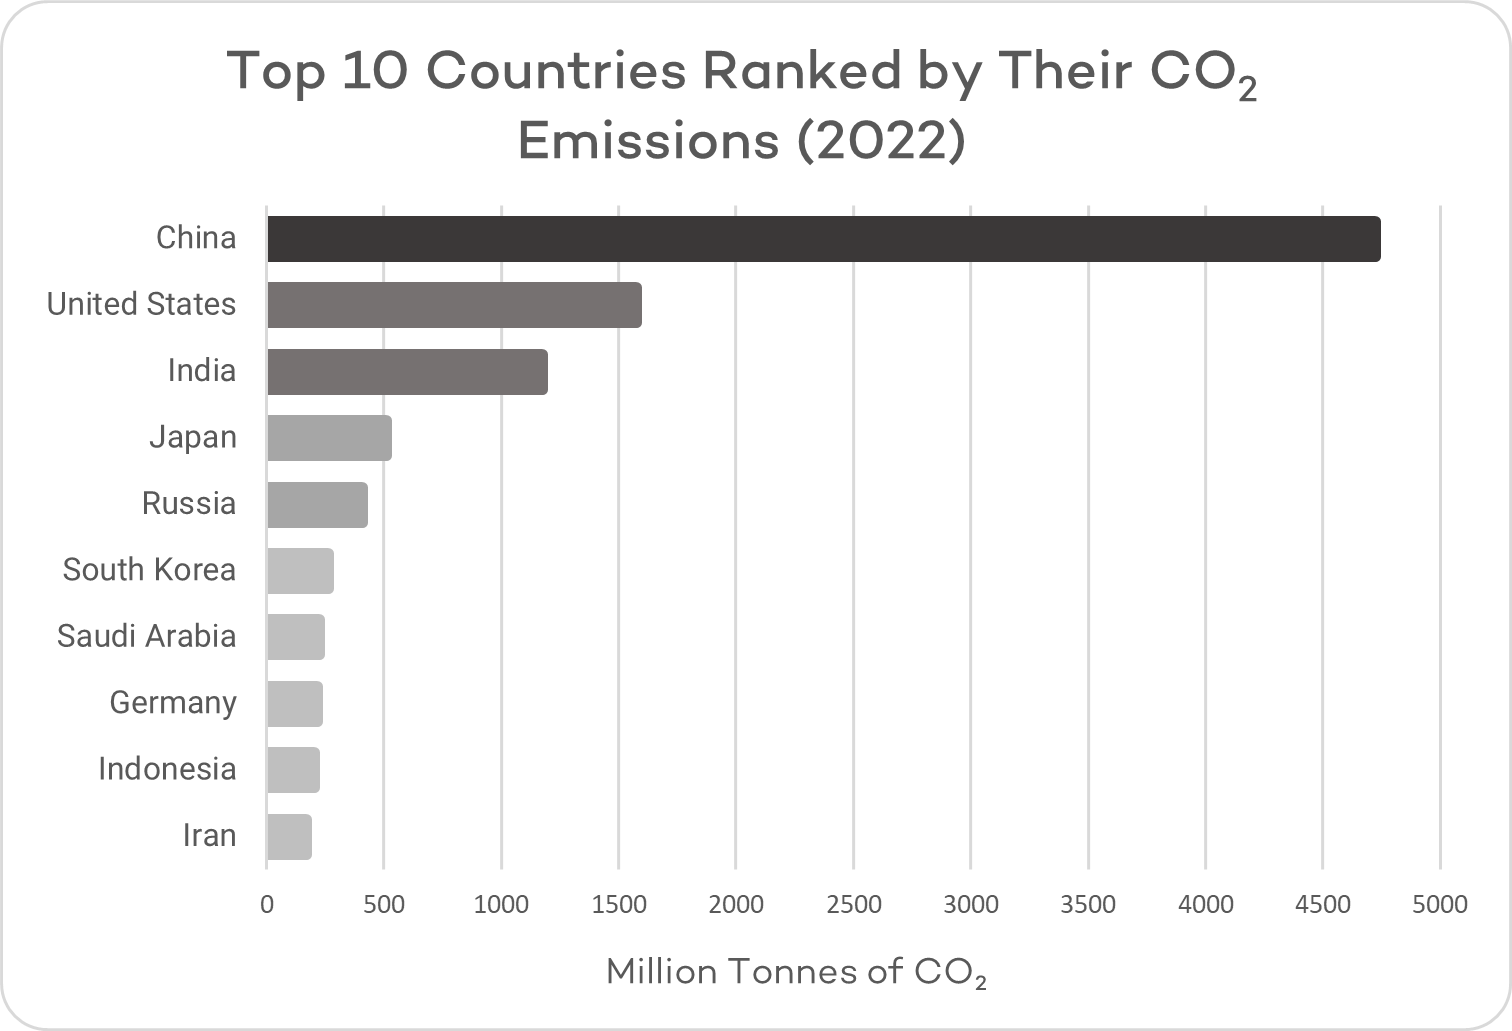 Top 10 Countries Ranked by Their CO₂
Emissions (2022)
China
United States
India
Japan
Russia
South Korea
Saudi Arabia
Germany
Indonesia
Iran
0 500 1000 1500 2000 2500 3000 3500 4000 4500 5000
Million Tonnes of CO₂